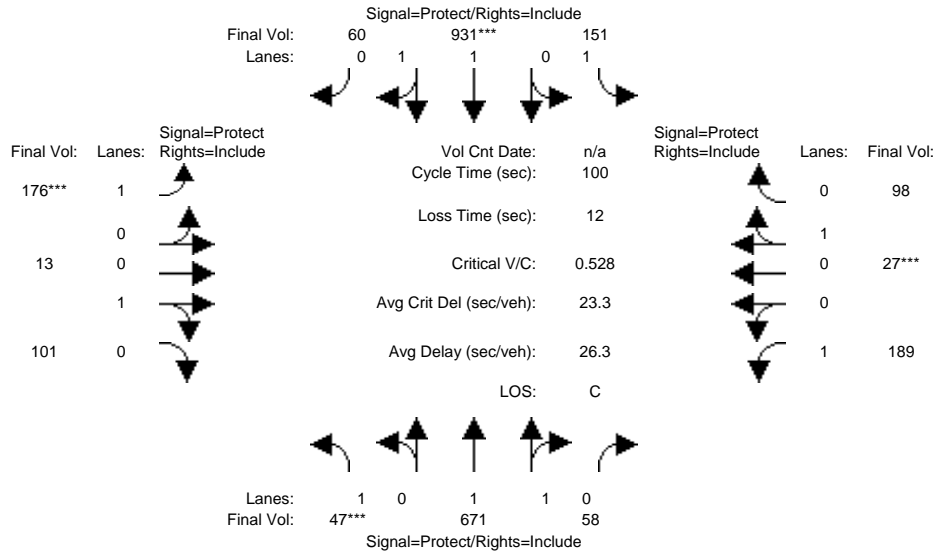 Signal=Protect/Rights=Include
Final Vol: 60 931*** 151
Lanes: 0 1 1 0 1
Signal=Protect
Final Vol: Lanes: Rights=Include
Vol Cnt Date: n/a
Signal=Protect
Rights=Include Lanes: Final Vol:
Cycle Time (sec): 100
176*** 1
0 98
Loss Time (sec): 12
0
1
13 0
Critical V/C: 0.528
0 27***
1
Avg Crit Del (sec/veh): 23.3
0
101 0
Avg Delay (sec/veh): 26.3
1 189
LOS: C
Lanes: 1 0 1 1 0
Final Vol: 47*** 671 58
Signal=Protect/Rights=Include